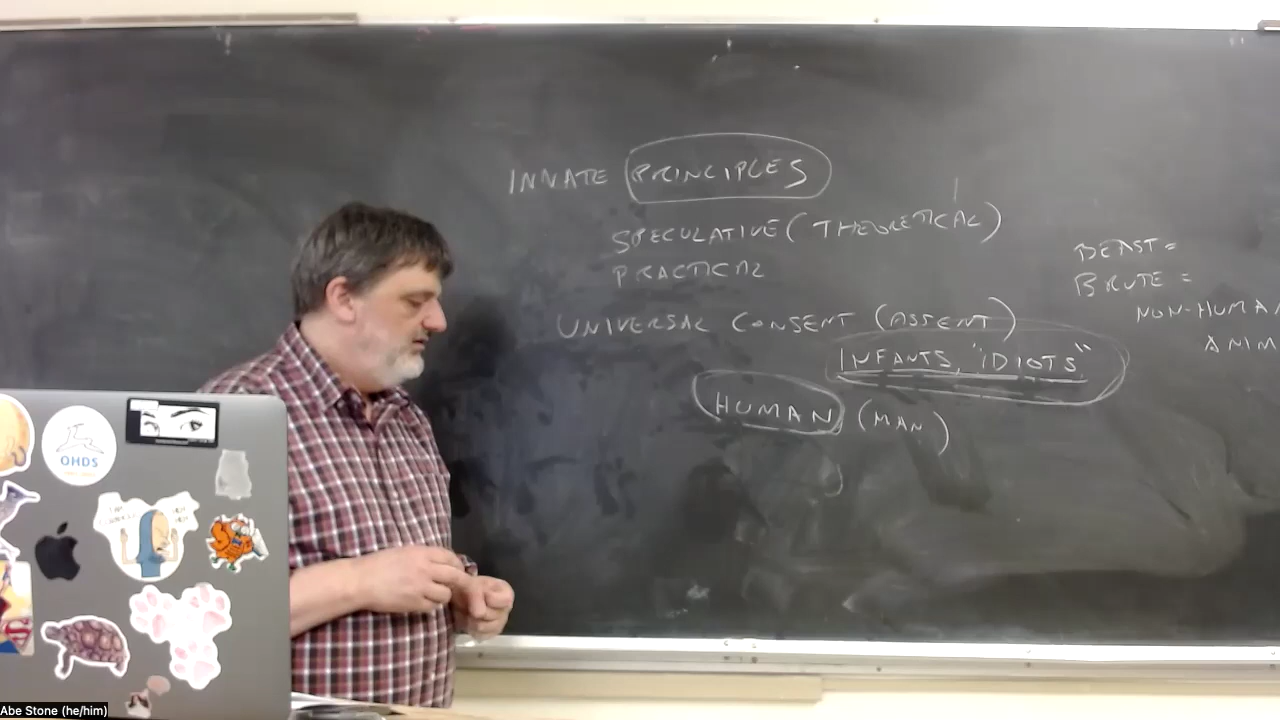 INNATE PRINCIPLES
SPECULATIVE (THEORETICAL)
PRACTICAL
UNIVERSAL CONSENT (ASSENT)
INFANTS, "IDIOTS"
HUMAN (MAN)
BEAST =
BRUTE =
NON-HUMAN
ANIM
OHDS
Abe Stone (he/him)